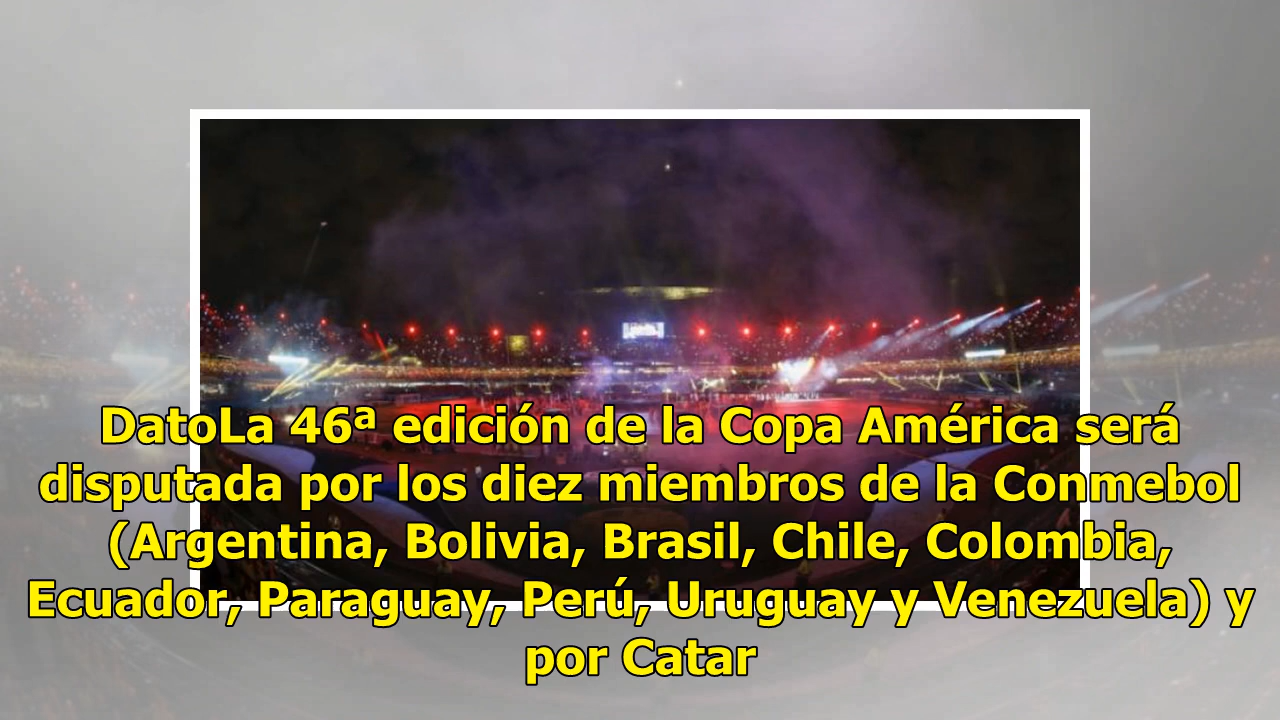 DatoLa 46ª edición de la Copa América será
disputada por los diez miembros de la Conmebol
(Argentina, Bolivia, Brasil, Chile, Colombia,
Ecuador, Paraguay, Perú, Uruguay y Venezuela) y
por Catar